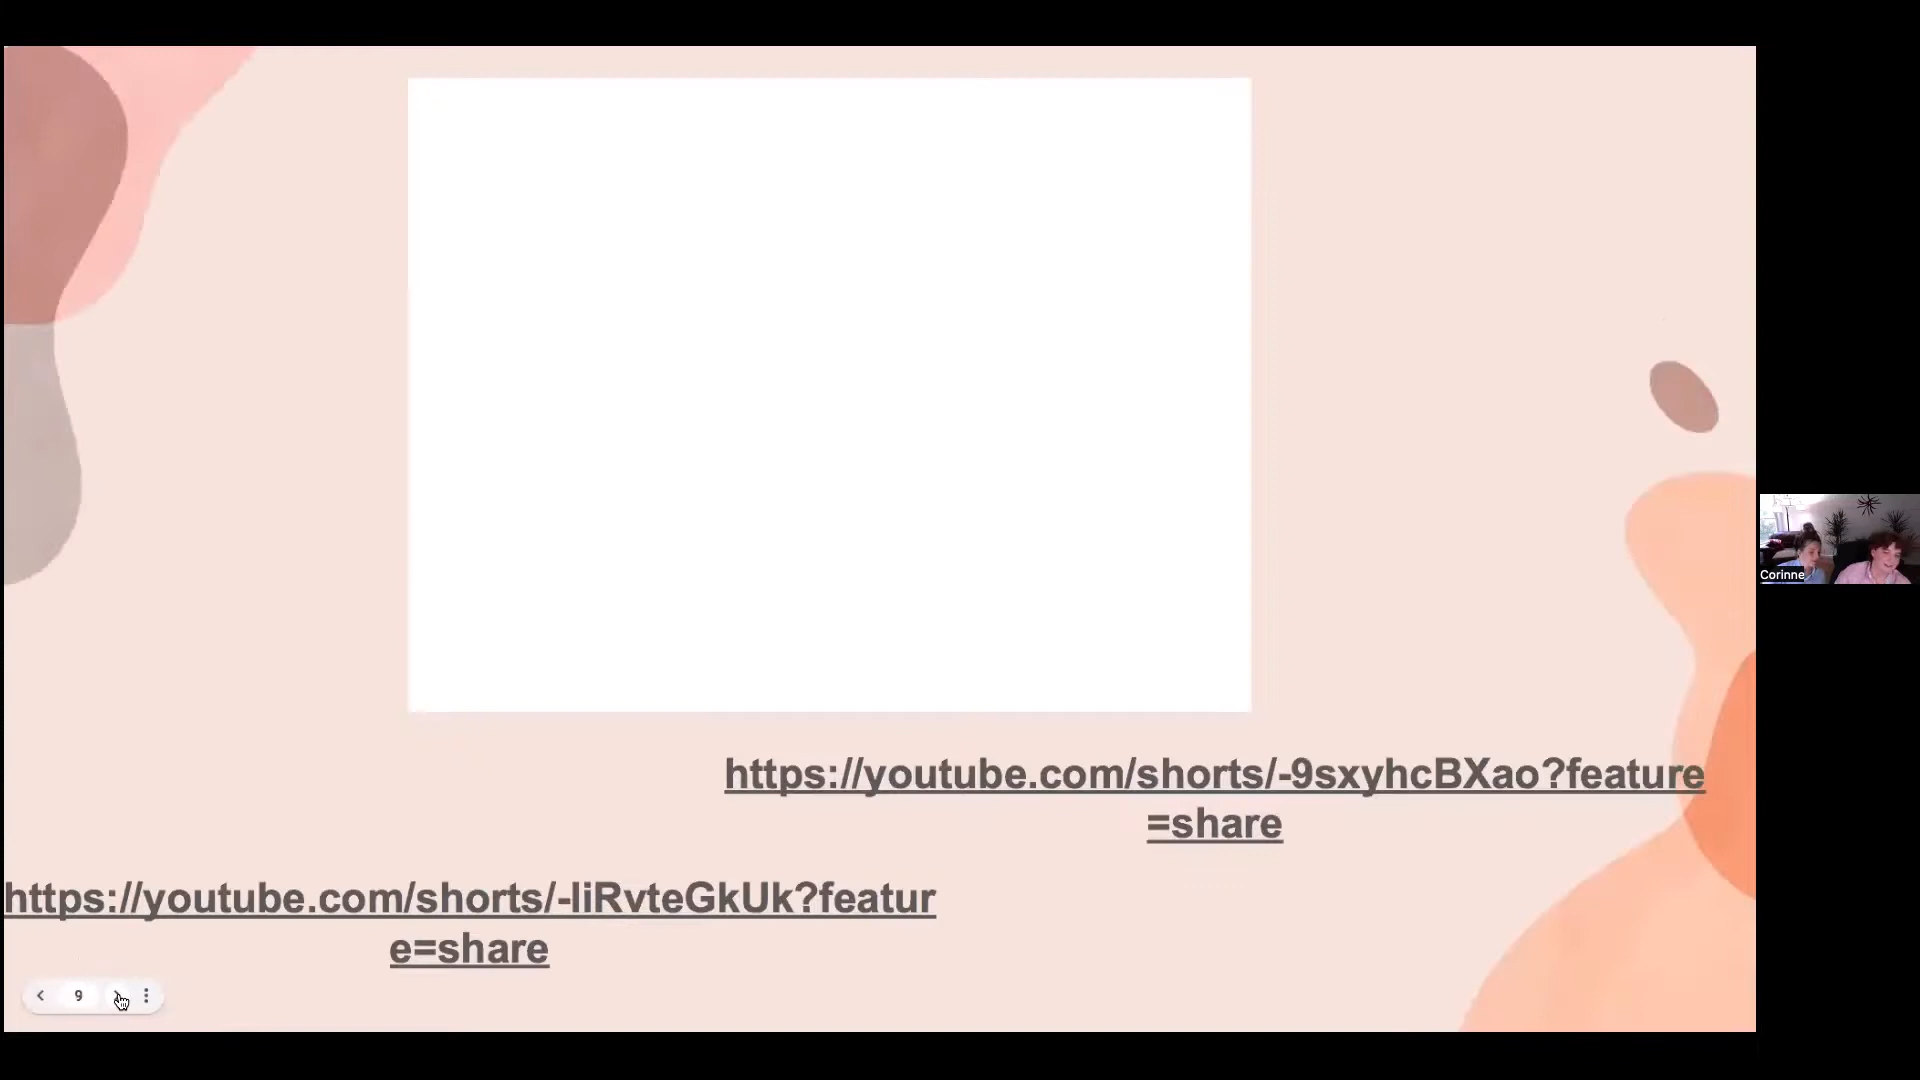 https://youtube.com/shorts/-9sxyhcBXao?feature
=share
https://youtube.com/shorts/-liRvteGkUk?featur
e=share
9
Corinne